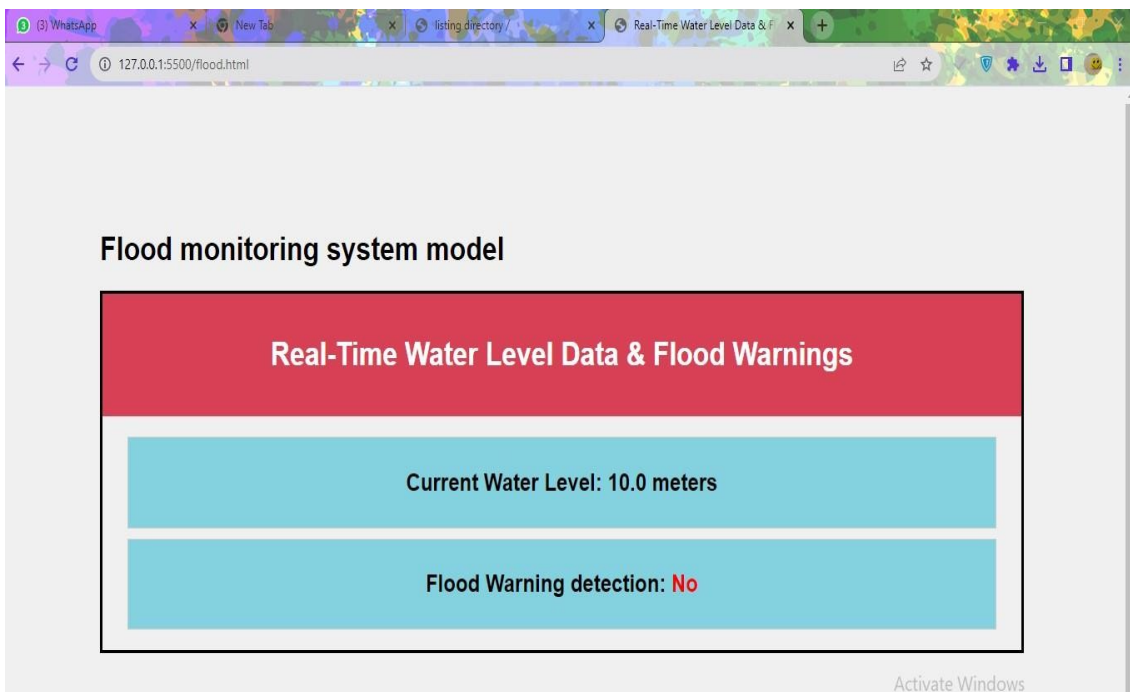 (3) WhatsApp
New Tab
listing directory /
Real-Time Water Level Data & F
127.0.0.1:5500/flood.html
Flood monitoring system model
Real-Time Water Level Data & Flood Warnings
Current Water Level: 10.0 meters
Flood Warning detection: No
Activate Windows